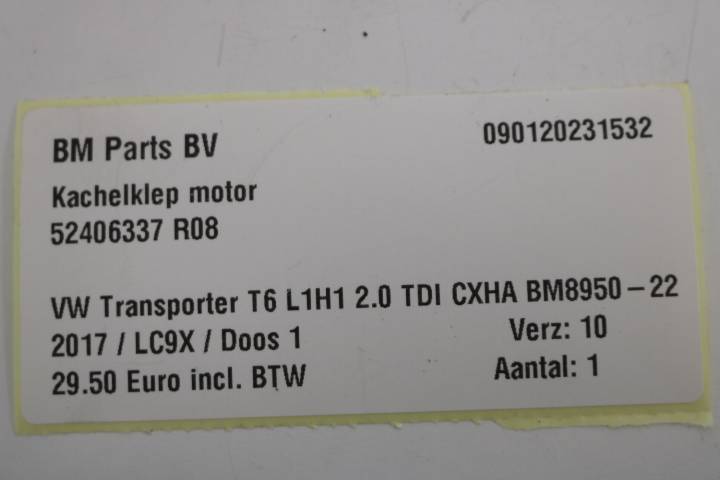 BM Parts BV 090120231532
Kachelklep motor
52406337 R08
VW Transporter T6 L1H1 2.0 TDI CXHA BM8950-22
2017 / LC9X / Doos 1 Verz: 10
29.50 Euro incl. BTW Aantal: 1